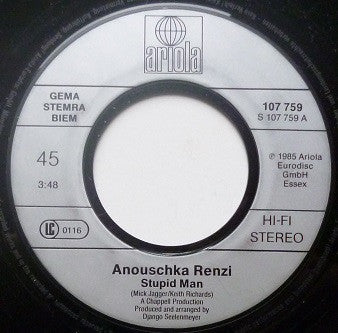 ariola
GEMA
STEMRA
BIEM
107 759
S 107 759 A
45
3:48
℗ 1985 Ariola
Eurodisc
GmbH
Essex
LC 0116
HI-FI
STEREO
Anouschka Renzi
Stupid Man
(Mick Jagger/Keith Richards)
A Chappell Production
Produced and arranged by
Django Seelenmeyer